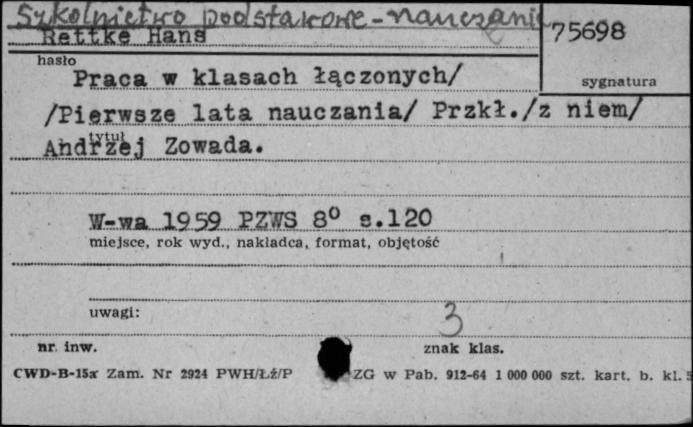 Szkolnictwo podstawowe - nauczanie
Rettke Hans
75698
hasło
sygnatura
Praca w klasach łączonych/
/Pierwsze lata nauczania/ Przkł./z niem/
tytuł
Andrzej Zowada.
W-wa 1959 PZWS 8° s.120
miejsce, rok wyd., nakładca, format, objętość
uwagi:
3
nr. inw.
znak klas.
CWD-B-15x Zam. Nr 2924 PWH/Łź/P ZG w Pab. 912-64 1 000 000 szt. kart. b. kl. 5